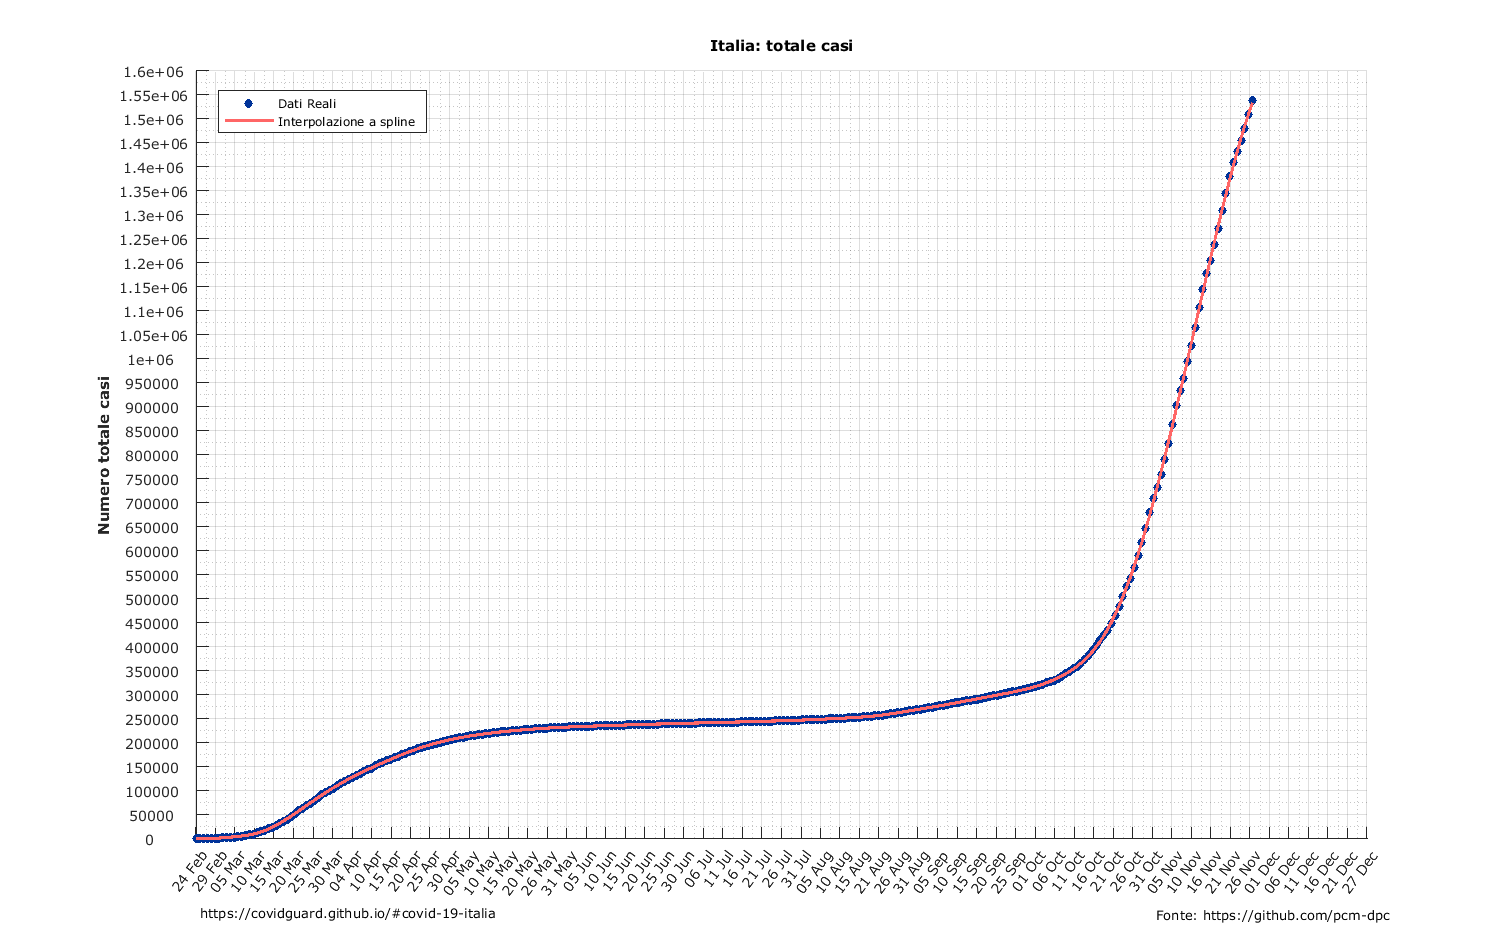 Italia: totale casi
Dati Reali
Interpolazione a spline
Numero totale casi
1.6e+06
1.55e+06
1.5e+06
1.45e+06
1.4e+06
1.35e+06
1.3e+06
1.25e+06
1.2e+06
1.15e+06
1.1e+06
1.05e+06
1e+06
950000
900000
850000
800000
750000
700000
650000
600000
550000
500000
450000
400000
350000
300000
250000
200000
150000
100000
50000
0
24 Feb
29 Feb
05 Mar
10 Mar
15 Mar
20 Mar
25 Mar
30 Mar
04 Apr
10 Apr
15 Apr
20 Apr
25 Apr
30 Apr
05 May
10 May
15 May
20 May
26 May
31 May
05 Jun
10 Jun
15 Jun
20 Jun
25 Jun
30 Jun
06 Jul
11 Jul
16 Jul
21 Jul
26 Jul
31 Jul
05 Aug
10 Aug
15 Aug
21 Aug
26 Aug
31 Aug
05 Sep
10 Sep
15 Sep
20 Sep
25 Sep
01 Oct
06 Oct
11 Oct
16 Oct
21 Oct
26 Oct
31 Oct
05 Nov
10 Nov
16 Nov
21 Nov
26 Nov
01 Dec
06 Dec
11 Dec
16 Dec
21 Dec
27 Dec
https://covidguard.github.io/#covid-19-italia
Fonte: https://github.com/pcm-dpc